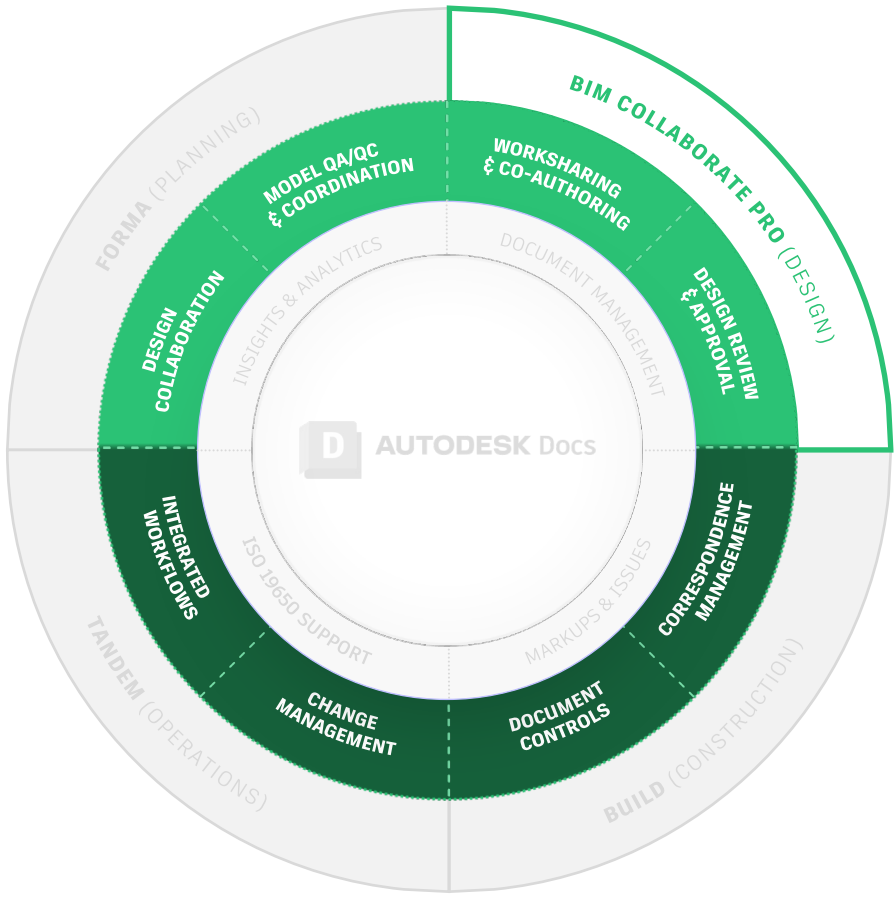 FORMA (PLANNING)
BIM COLLABORATE PRO (DESIGN)
MODEL QA/QC
& COORDINATION
WORKSHARING
& CO-AUTHORING
DESIGN
COLLABORATION
DESIGN REVIEW
& APPROVAL
INSIGHTS & ANALYTICS
DOCUMENT MANAGEMENT
D AUTODESK Docs
ISO 19650 SUPPORT
MARKUPS & ISSUES
INTEGRATED
WORKFLOWS
CORRESPONDENCE
MANAGEMENT
CHANGE
MANAGEMENT
DOCUMENT
CONTROLS
TANDEM (OPERATIONS)
BUILD (CONSTRUCTION)